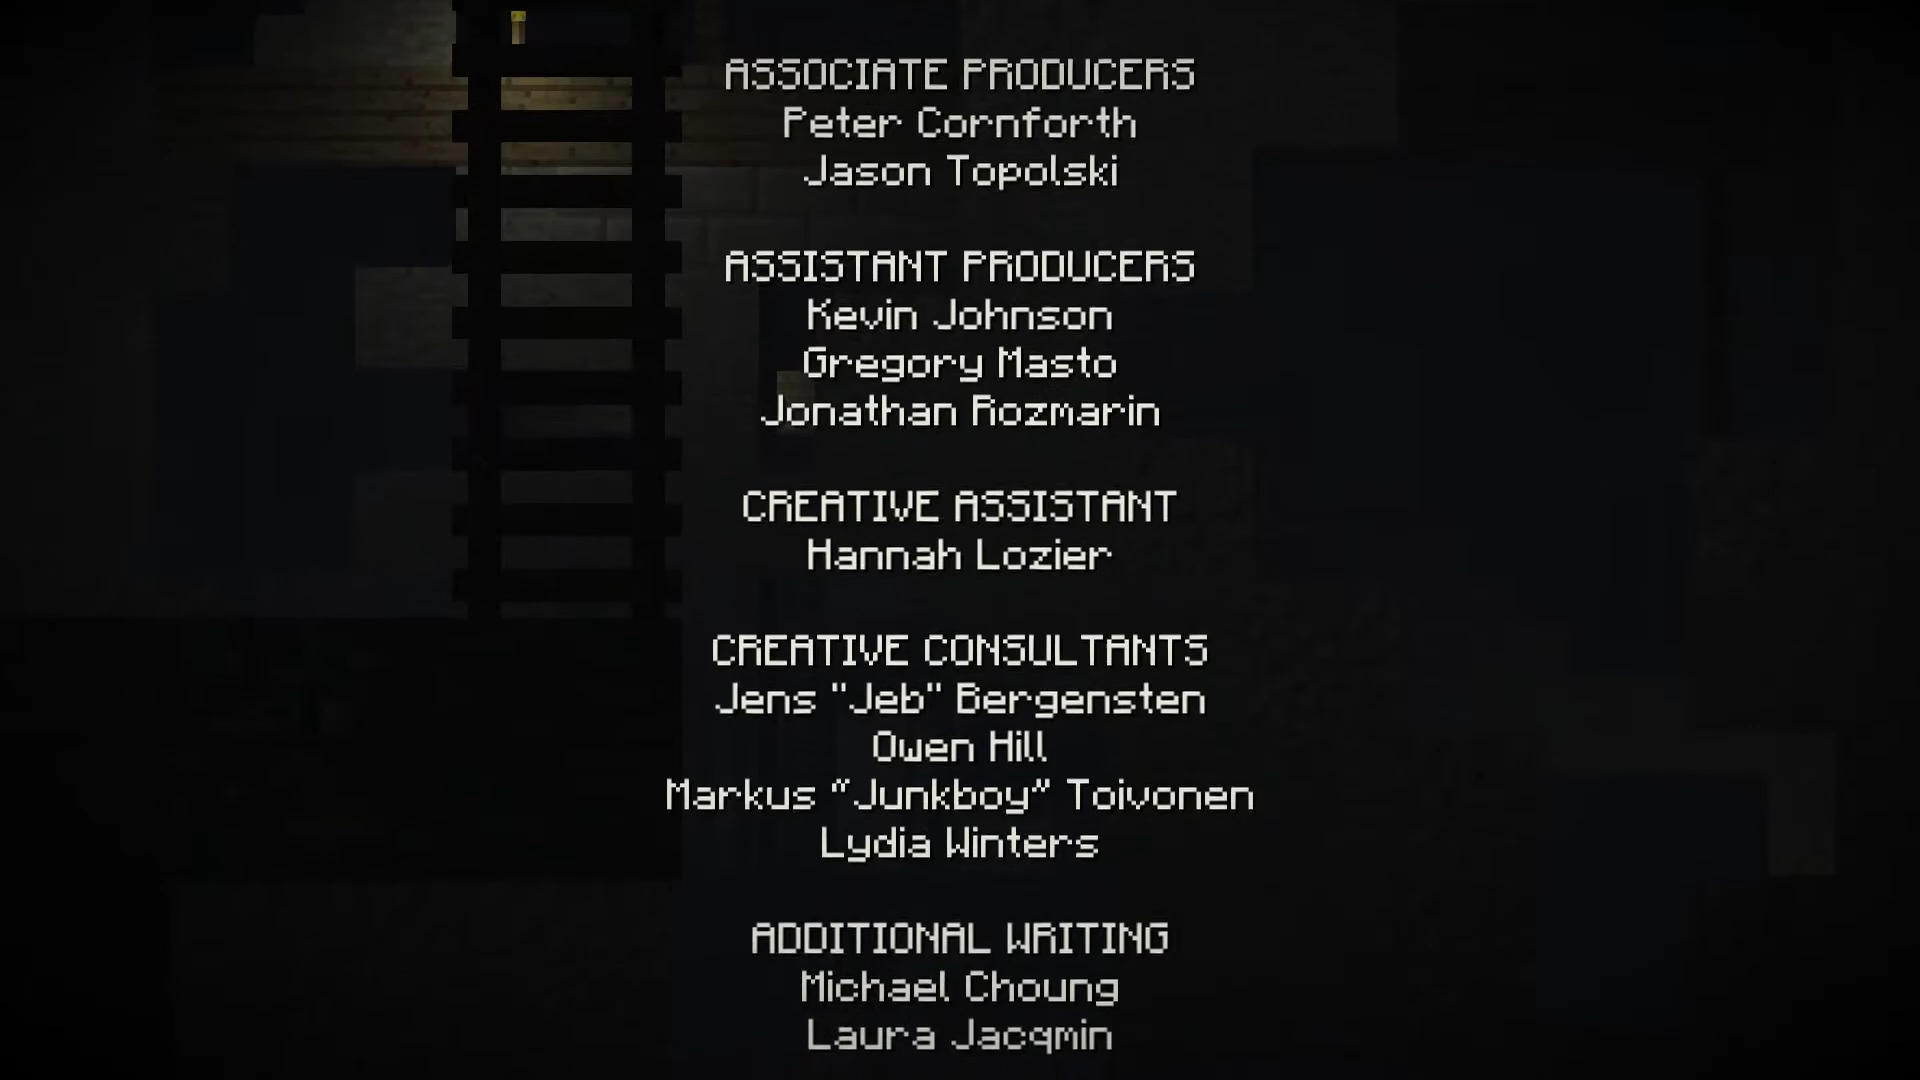 ASSOCIATE PRODUCERS
Peter Cornforth
Jason Topolski
ASSISTANT PRODUCERS
Kevin Johnson
Gregory Masto
Jonathan Rozmarin
CREATIVE ASSISTANT
Hannah Lozier
CREATIVE CONSULTANTS
Jens "Jeb" Bergensten
Owen Hill
Markus “Junkboy” Toivonen
Lydia Winters
ADDITIONAL WRITING
Michael Choung
Laura Jacqmin